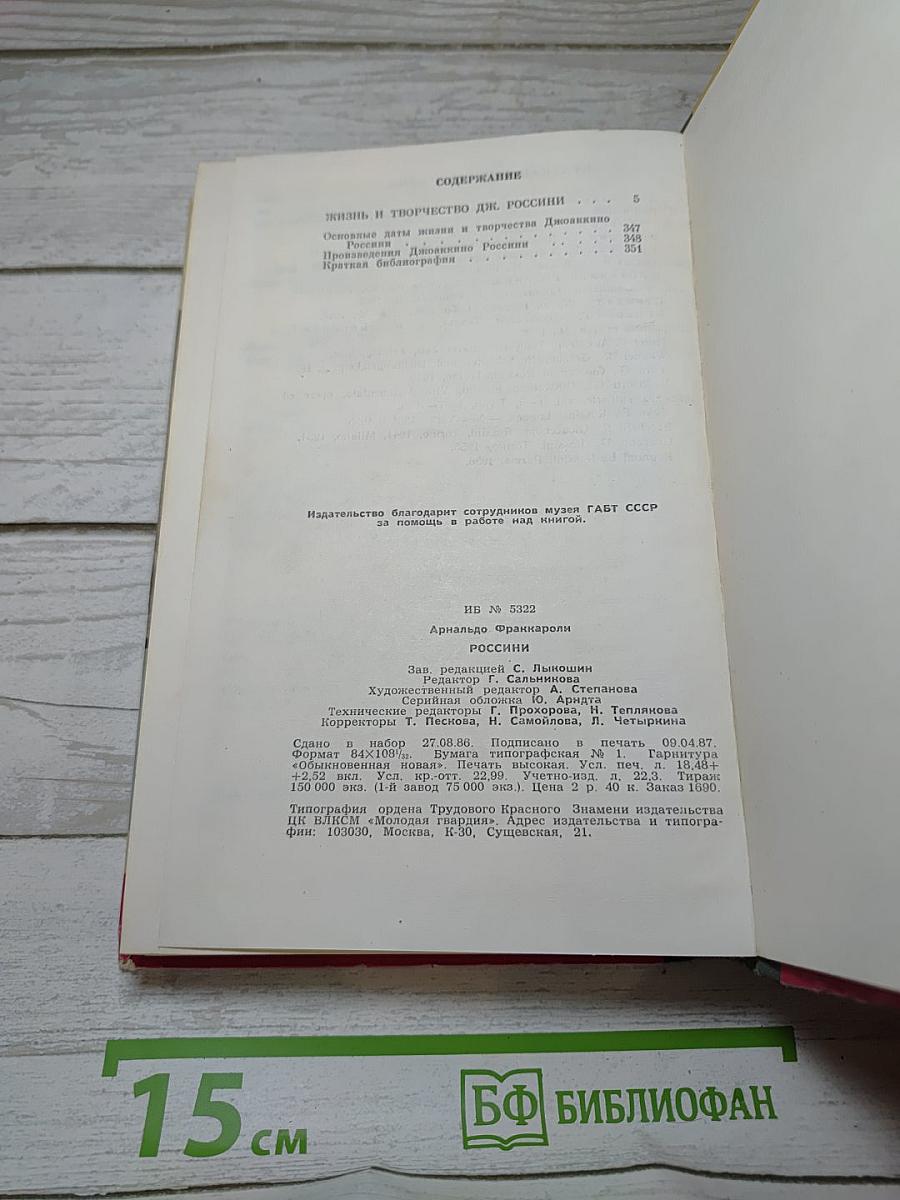 СОДЕРЖАНИЕ
ЖИЗНЬ И ТВОРЧЕСТВО ДЖ. РОССИНИ . . . 5
Основные даты жизни и творчества Джоаккино
Россини . . . . . . . . . . . . . . 347
Произведения Джоаккино Россини . . . . . 348
Краткая библиография . . . . . . . . . . 351
Издательство благодарит сотрудников музея ГАБТ СССР
за помощь в работе над книгой.
ИБ № 5322
Арнальдо Фраккароли
РОССИНИ
Зав. редакцией С. Лыкошин
Редактор Г. Сальникова
Художественный редактор А. Степанова
Серийная обложка Ю. Арндта
Технические редакторы Г. Прохорова, Н. Теплякова
Корректоры Т. Пескова, Н. Самойлова, Л. Четыркина
Сдано в набор 27.08.86. Подписано в печать 09.04.87.
Формат 84×108¹/₃₂. Бумага типографская № 1. Гарнитура
«Обыкновенная новая». Печать высокая. Усл. печ. л. 18,48+
+2,52 вкл. Усл. кр.-отт. 22,99. Учетно-изд. л. 22,3. Тираж
150 000 экз. (1-й завод 75 000 экз.). Цена 2 р. 40 к. Заказ 1690.
Типография ордена Трудового Красного Знамени издательства
ЦК ВЛКСМ «Молодая гвардия». Адрес издательства и типогра-
фии: 103030, Москва, К-30, Сущевская, 21.
15 см
БФ БИБЛИОФАН